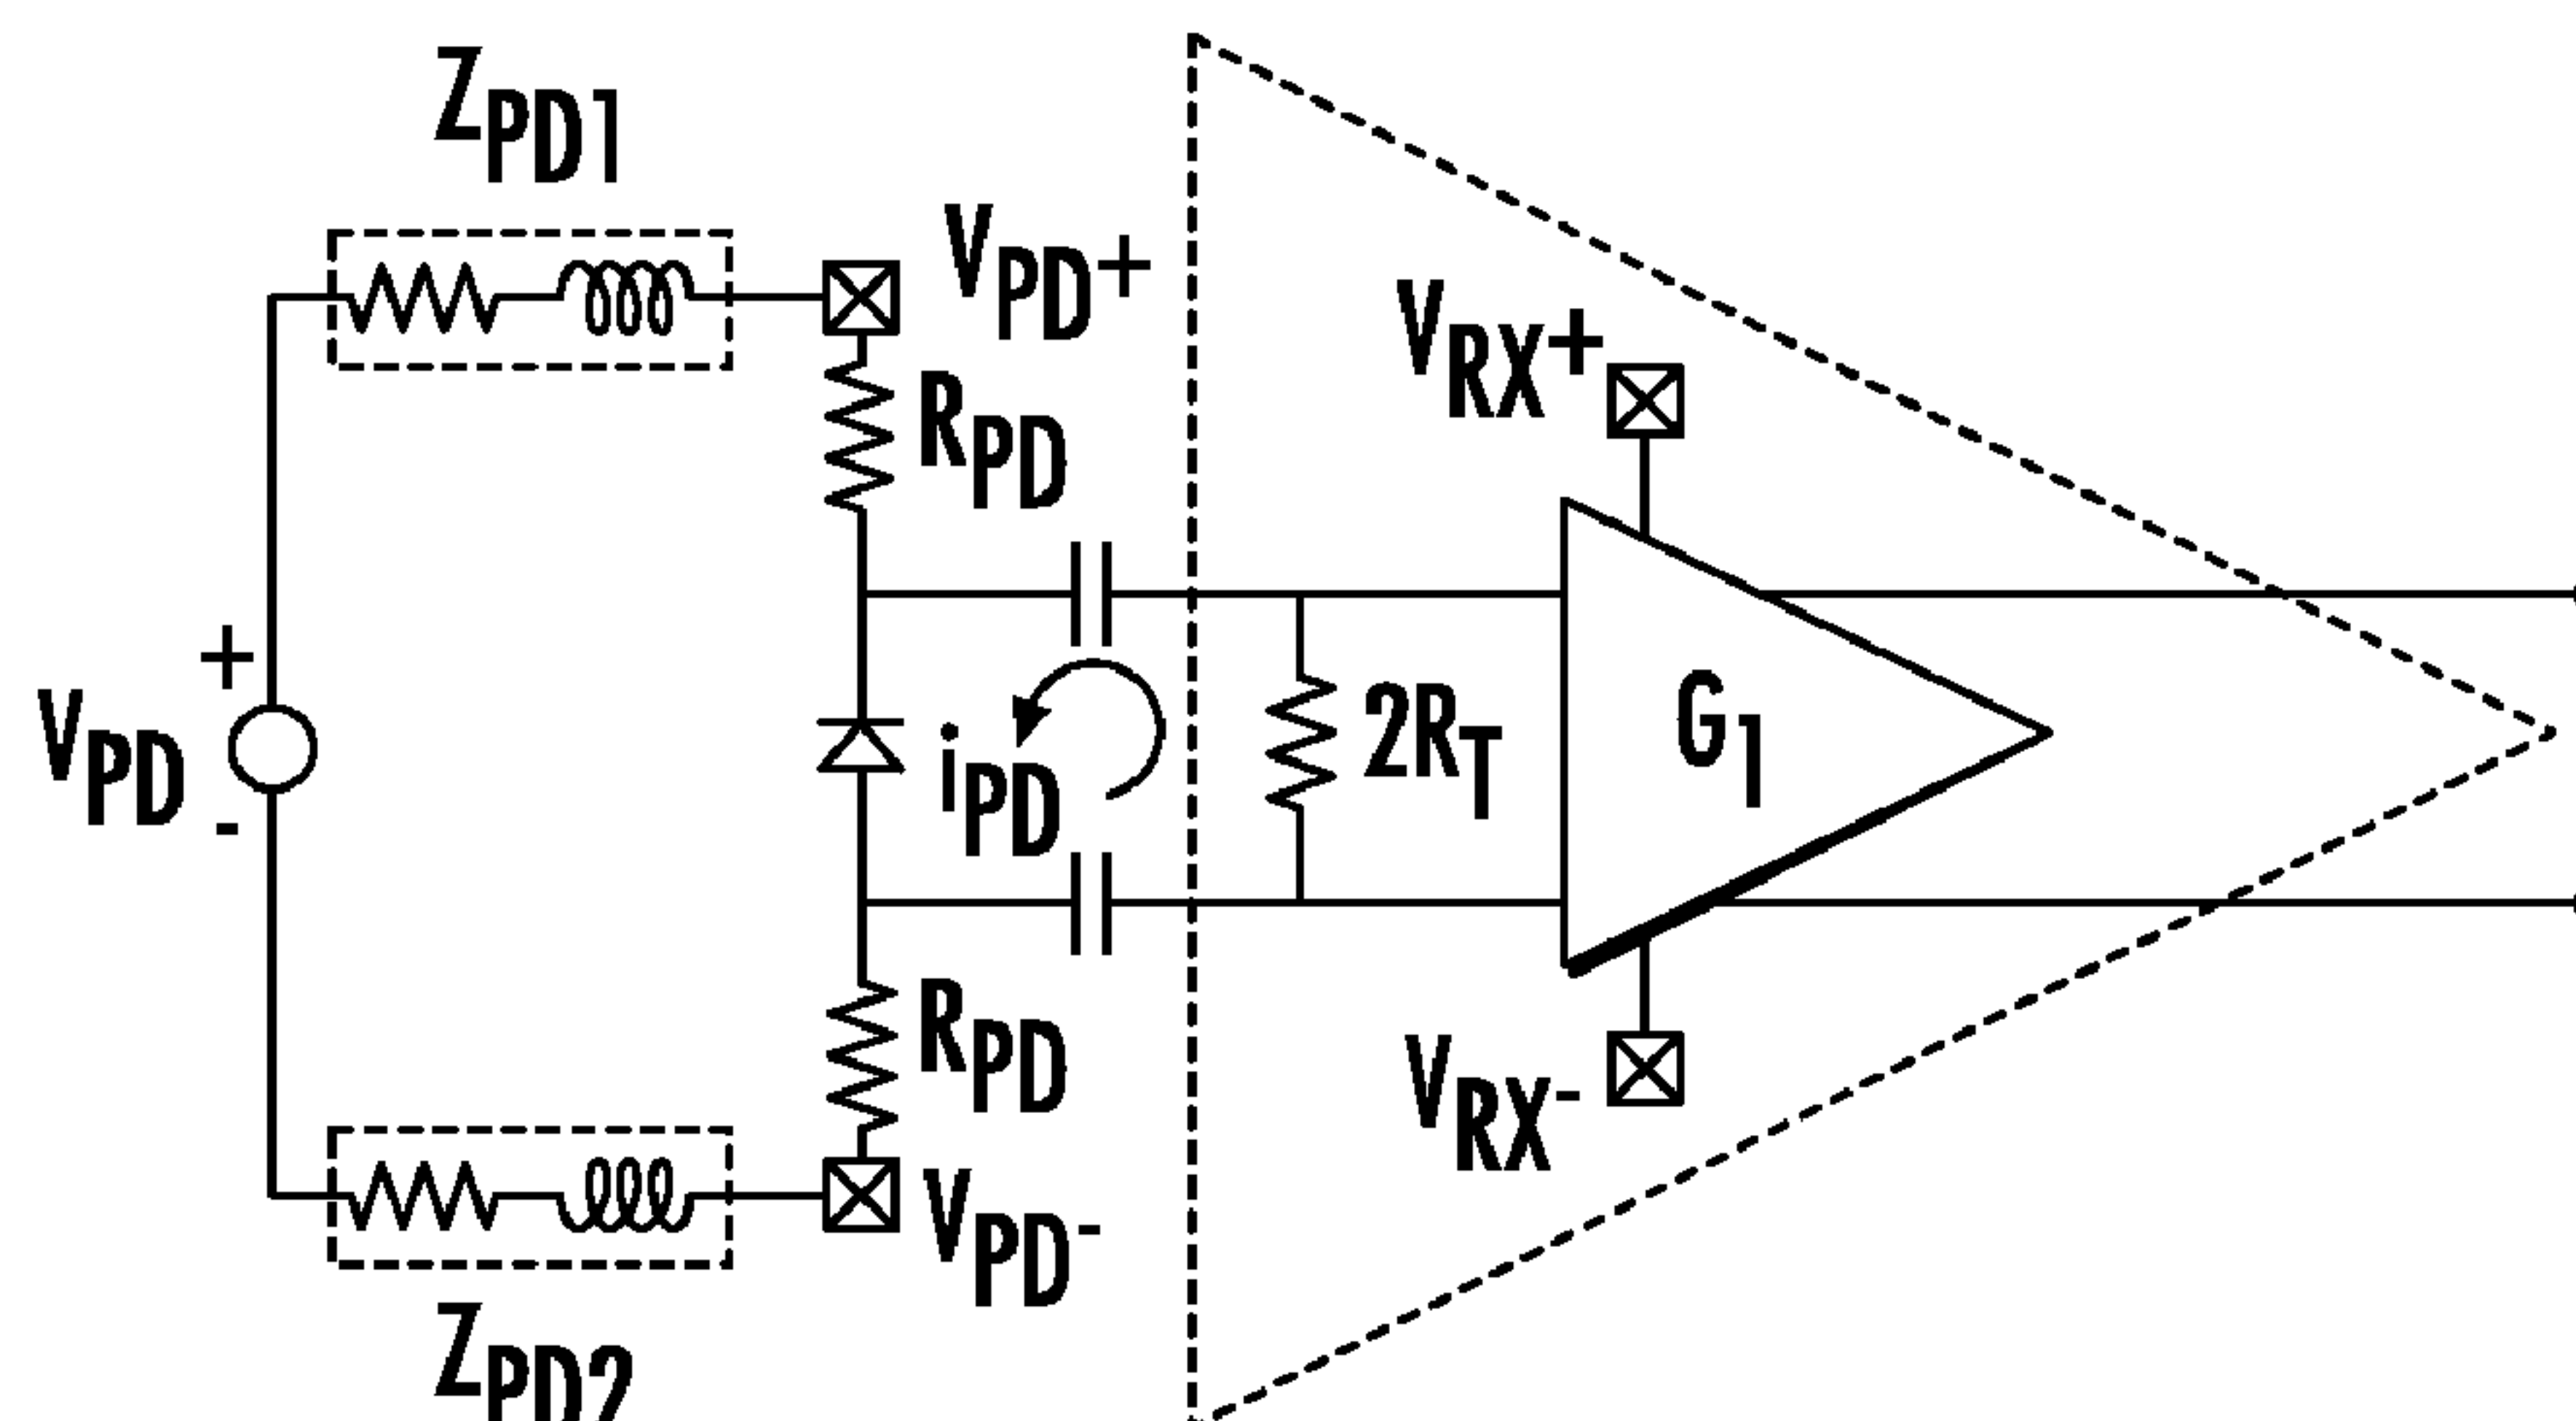 ZPD1
VPD+
RPD
VRX+
+
VPD
-
iPD
2RT
G1
RPD
VRX-
VPD-
ZPD2